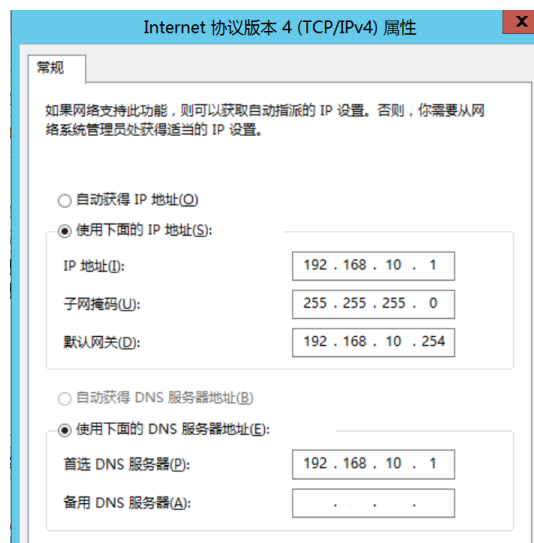 Internet 协议版本 4 (TCP/IPv4) 属性
x
常规
如果网络支持此功能，则可以获取自动指派的 IP 设置。否则，你需要从网
络系统管理员处获得适当的 IP 设置。
自动获得 IP 地址(O)
使用下面的 IP 地址(S):
IP 地址(I): 192 . 168 . 10 . 1
子网掩码(U): 255 . 255 . 255 . 0
默认网关(D): 192 . 168 . 10 . 254
自动获得 DNS 服务器地址(B)
使用下面的 DNS 服务器地址(E):
首选 DNS 服务器(P): 192 . 168 . 10 . 1
备用 DNS 服务器(A): . . .